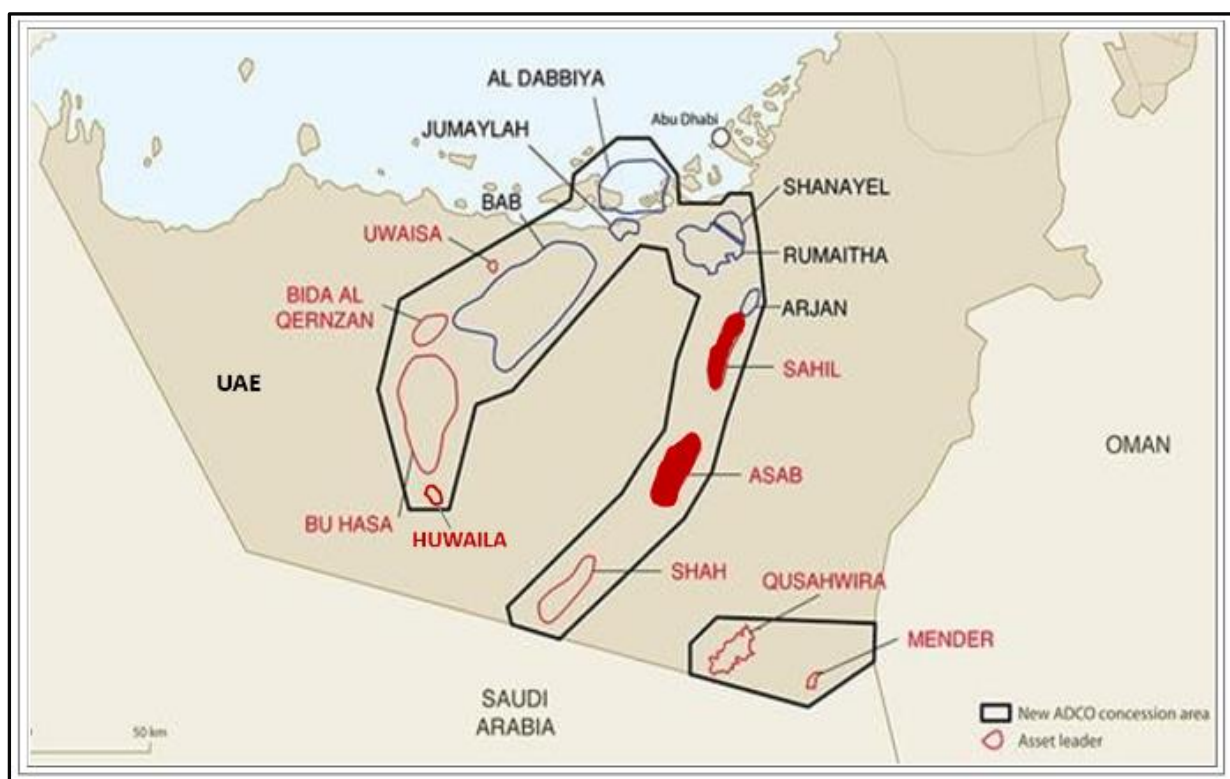 AL DABBIYA
Abu Dhabi
JUMAYLAH
SHANAYEL
BAB
UWAISA
RUMAITHA
BIDA AL
QERNZAN
ARJAN
SAHIL
UAE
OMAN
ASAB
BU HASA
HUWAILA
SHAH
QUSAHWIRA
MENDER
SAUDI
ARABIA
New ADCO concession area
50 km
Asset leader